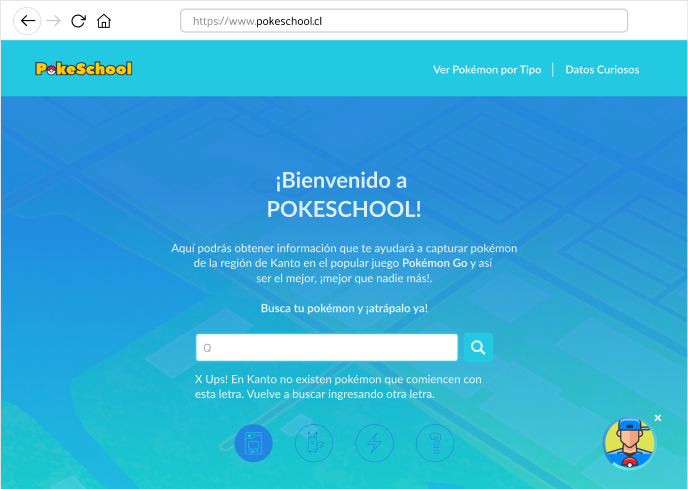 https://www.pokeschool.cl
PokeSchool
Ver Pokémon por Tipo
Datos Curiosos
¡Bienvenido a
POKESCHOOL!
Aquí podrás obtener información que te ayudará a capturar pokémon
de la región de Kanto en el popular juego Pokémon Go y así
ser el mejor, ¡mejor que nadie más!.
Busca tu pokémon y ¡atrápalo ya!
Q
X Ups! En Kanto no existen pokémon que comiencen con
esta letra. Vuelve a buscar ingresando otra letra.